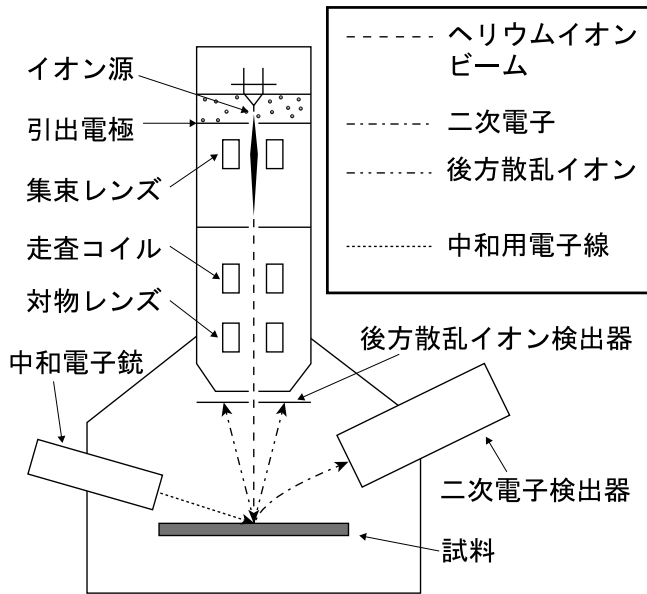 イオン源
引出電極
集束レンズ
走査コイル
対物レンズ
中和電子銃
ヘリウムイオン
ビーム
二次電子
後方散乱イオン
中和用電子線
後方散乱イオン検出器
二次電子検出器
試料